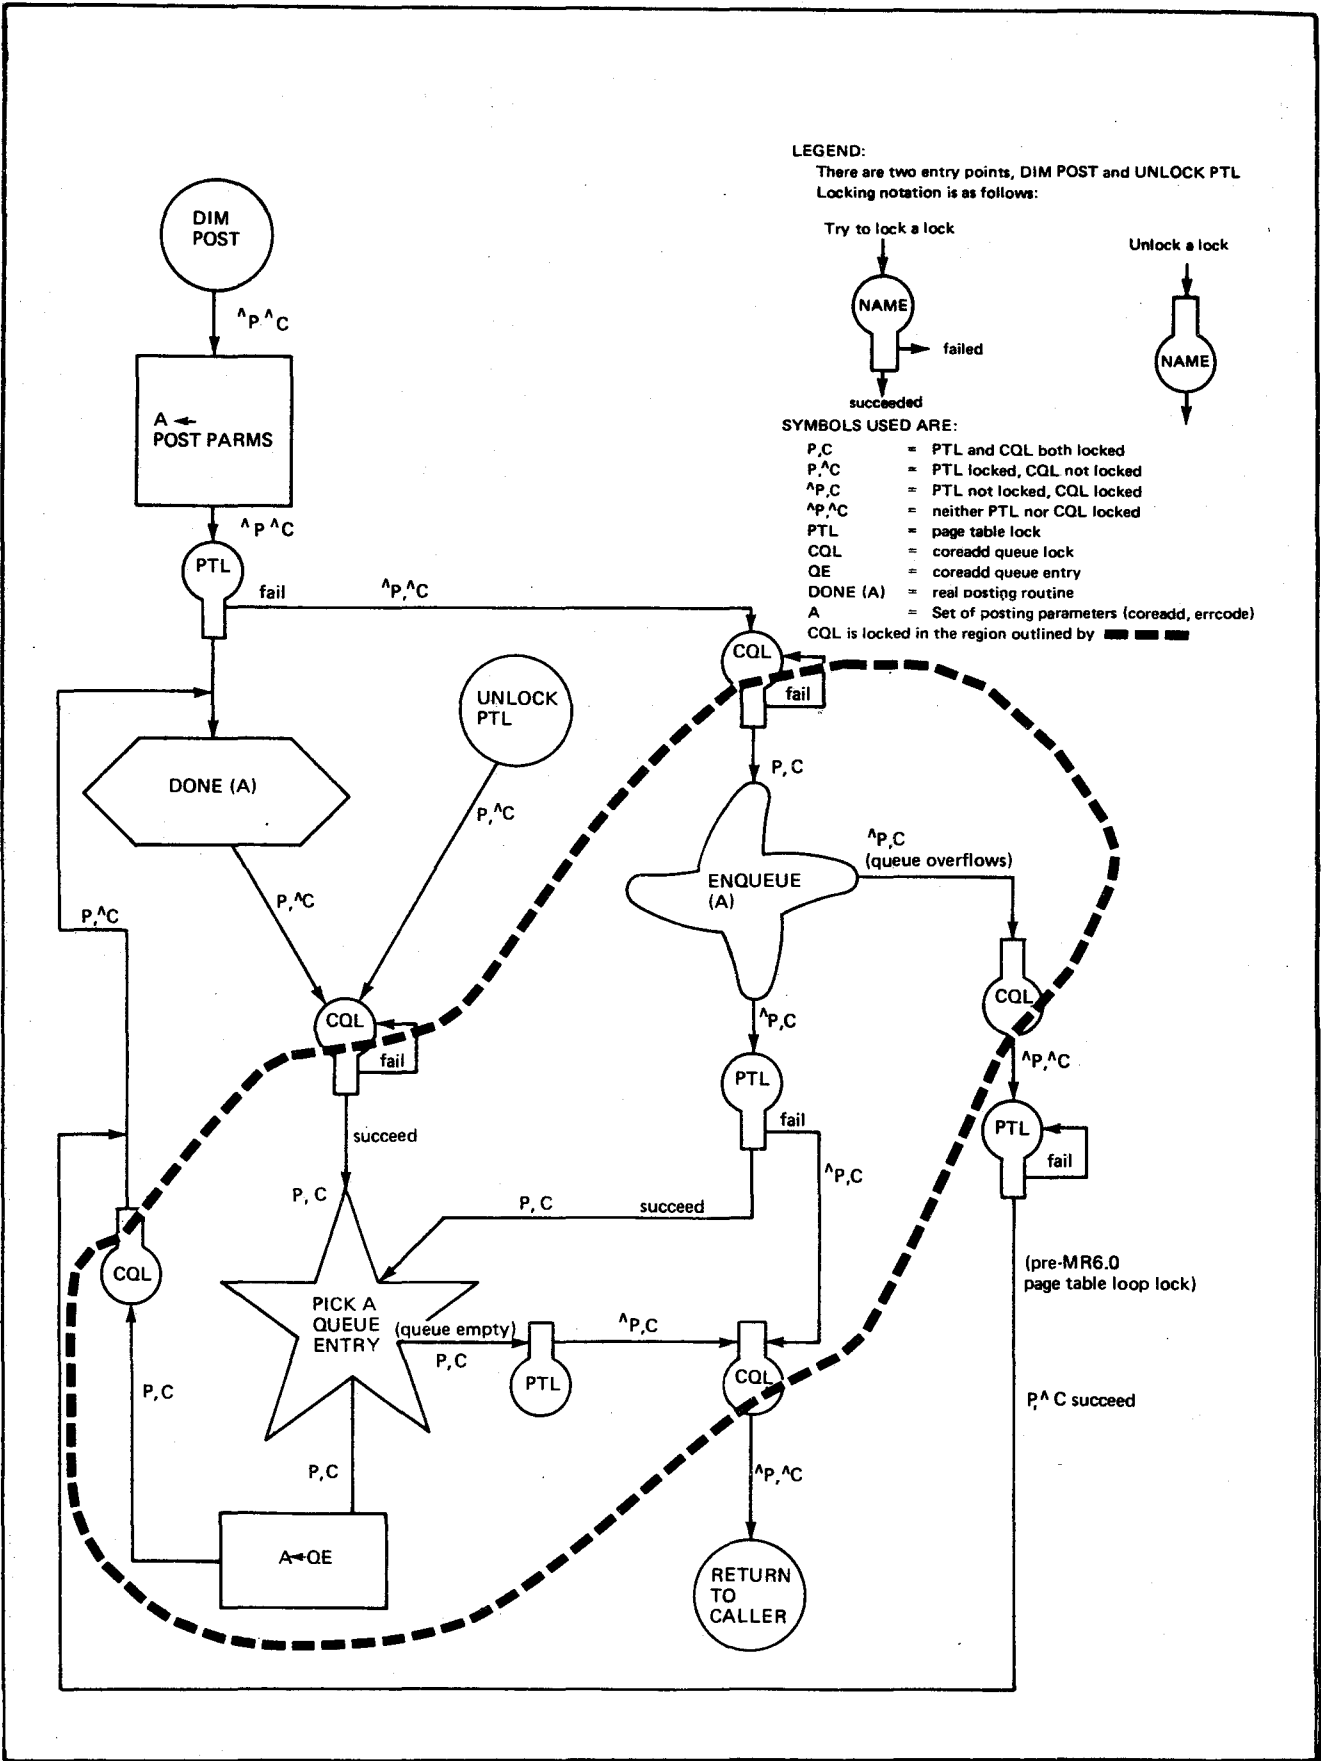 LEGEND:
There are two entry points, DIM POST and UNLOCK PTL
Locking notation is as follows:
Try to lock a lock
NAME
failed
succeeded
Unlock a lock
NAME
SYMBOLS USED ARE:
P,C = PTL and CQL both locked
P,^C = PTL locked, CQL not locked
^P,C = PTL not locked, CQL locked
^P,^C = neither PTL nor CQL locked
PTL = page table lock
CQL = coreadd queue lock
QE = coreadd queue entry
DONE (A) = real posting routine
A = Set of posting parameters (coreadd, errcode)
CQL is locked in the region outlined by
DIM
POST
^P ^C
A ←
POST PARMS
^P ^C
PTL
fail
^P,^C
CQL
fail
UNLOCK
PTL
DONE (A)
P,^C
P, C
^P,C
(queue overflows)
ENQUEUE
(A)
P,^C
P,^C
CQL
fail
CQL
^P,C
^P,^C
PTL
fail
PTL
fail
succeed
^P,C
P, C
P, C
succeed
CQL
(pre-MR6.0
page table loop lock)
PICK A
QUEUE
ENTRY
(queue empty)
P, C
^P,C
PTL
CQL
P, C
P,^ C succeed
P,C
^P,^C
A←QE
RETURN
TO
CALLER